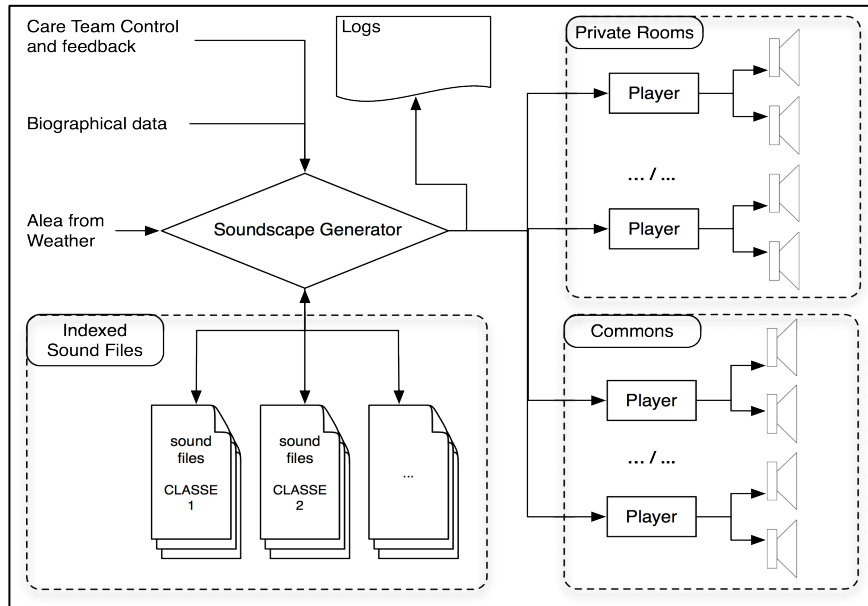 Care Team Control
and feedback
Biographical data
Alea from
Weather
Soundscape Generator
Logs
Indexed
Sound Files
sound
files
CLASSE
1
sound
files
CLASSE
2
...
Private Rooms
Player
... / ...
Player
Commons
Player
... / ...
Player